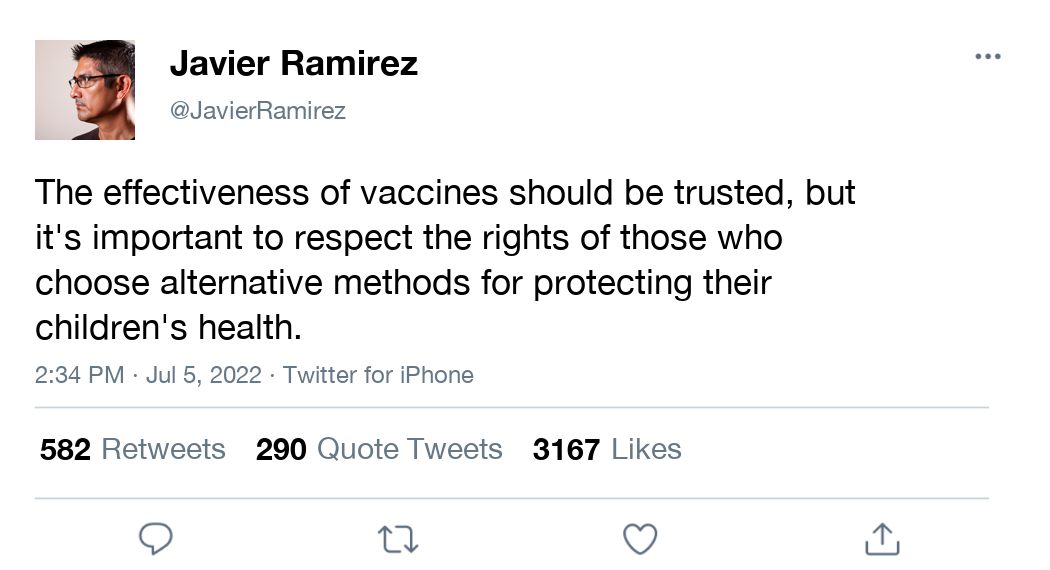 Javier Ramirez
@JavierRamirez
The effectiveness of vaccines should be trusted, but
it's important to respect the rights of those who
choose alternative methods for protecting their
children's health.
2:34 PM · Jul 5, 2022 · Twitter for iPhone
582 Retweets 290 Quote Tweets 3167 Likes